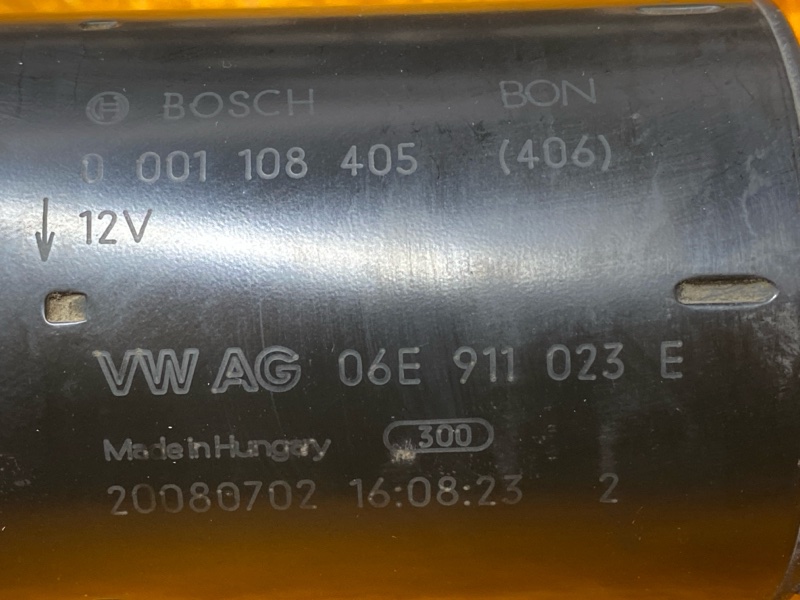 BOSCH BON
0 001 108 405 (406)
12V
VW AG 06E 911 023 E
Made in Hungary 300
20080702 16:08:23 2